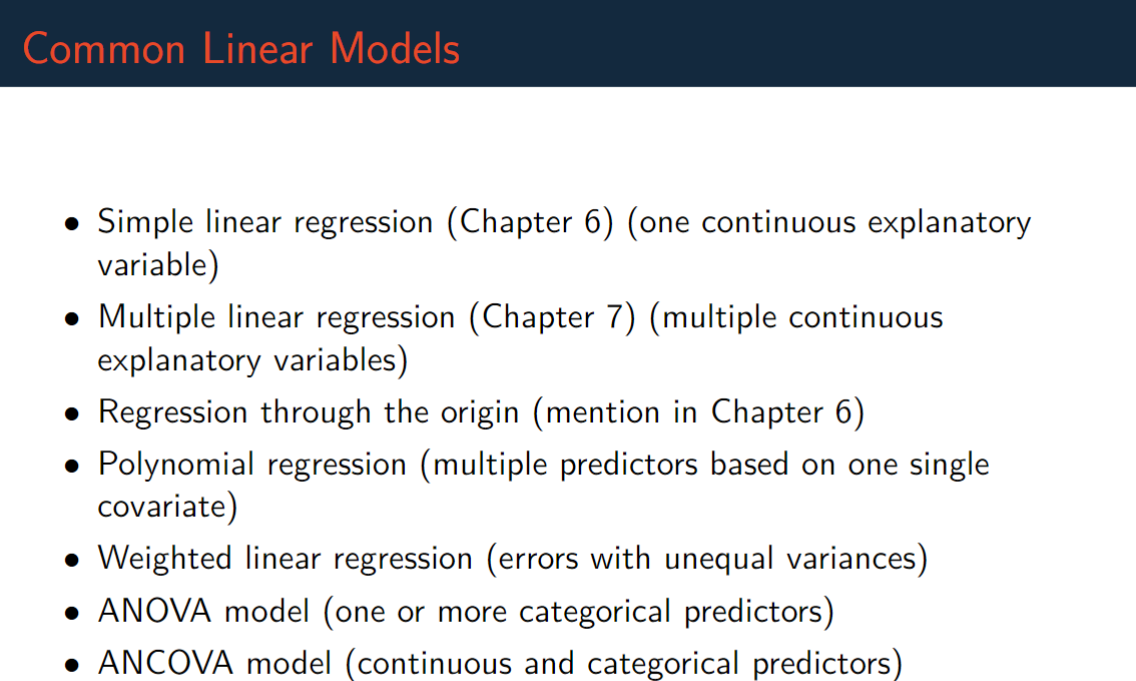 Common Linear Models
• Simple linear regression (Chapter 6) (one continuous explanatory
variable)
• Multiple linear regression (Chapter 7) (multiple continuous
explanatory variables)
• Regression through the origin (mention in Chapter 6)
• Polynomial regression (multiple predictors based on one single
covariate)
• Weighted linear regression (errors with unequal variances)
• ANOVA model (one or more categorical predictors)
• ANCOVA model (continuous and categorical predictors)